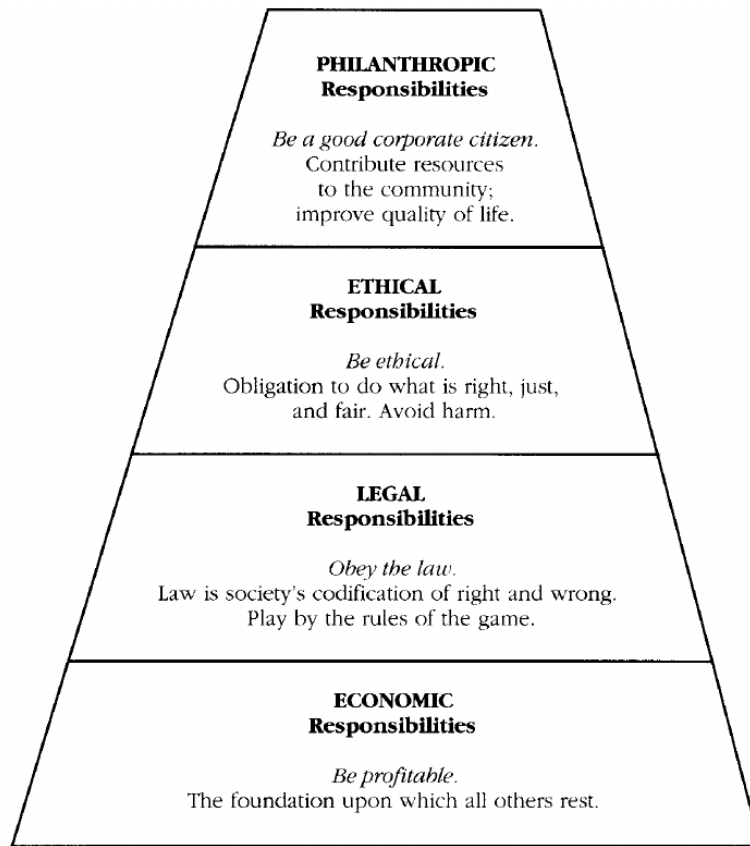 PHILANTHROPIC
Responsibilities
Be a good corporate citizen.
Contribute resources
to the community;
improve quality of life.
ETHICAL
Responsibilities
Be ethical.
Obligation to do what is right, just,
and fair. Avoid harm.
LEGAL
Responsibilities
Obey the law.
Law is society's codification of right and wrong.
Play by the rules of the game.
ECONOMIC
Responsibilities
Be profitable.
The foundation upon which all others rest.